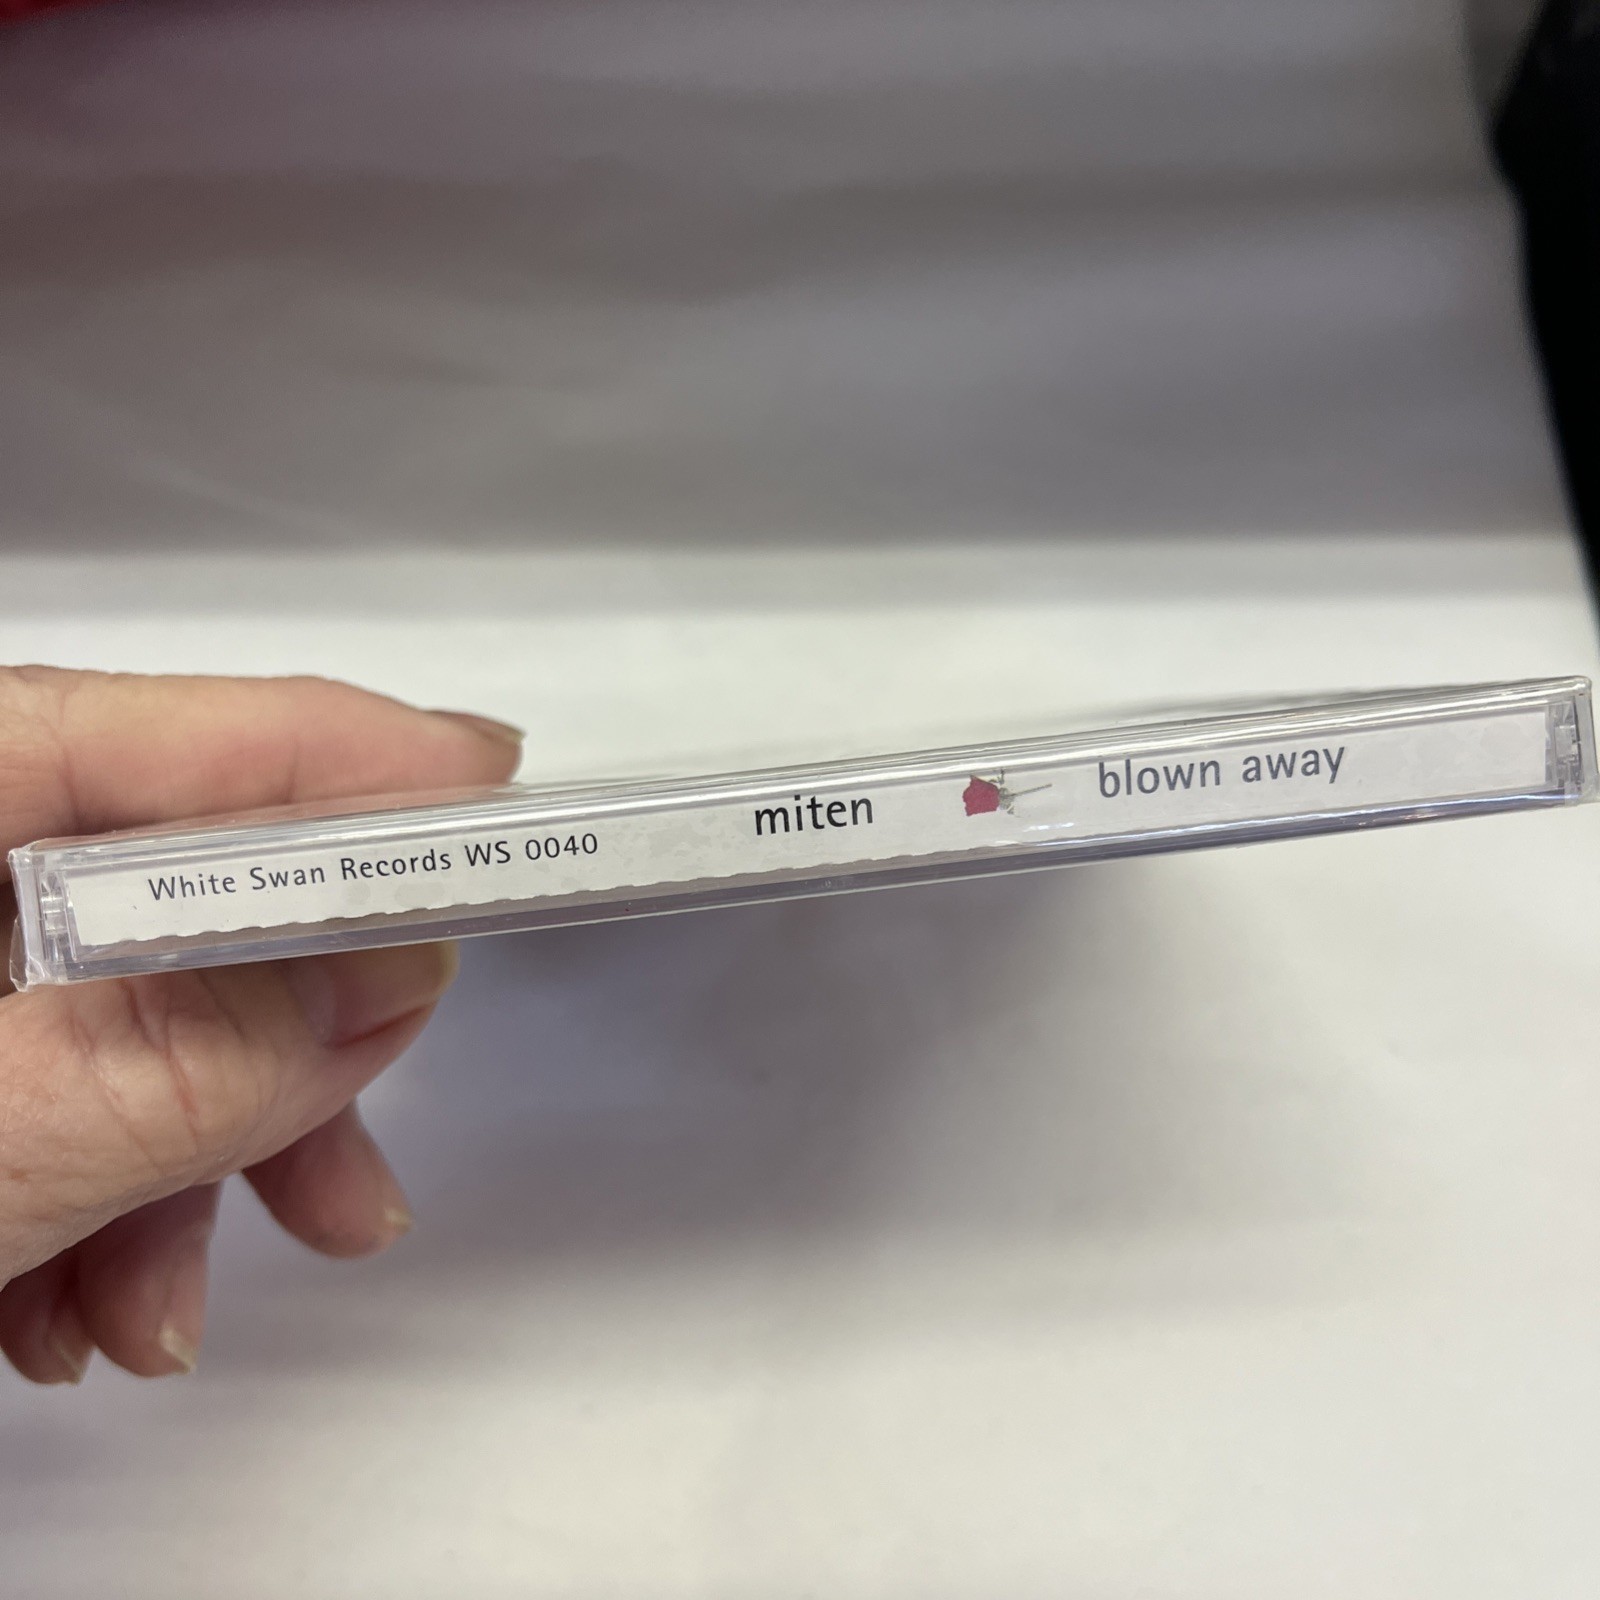 White Swan Records WS 0040 miten blown away